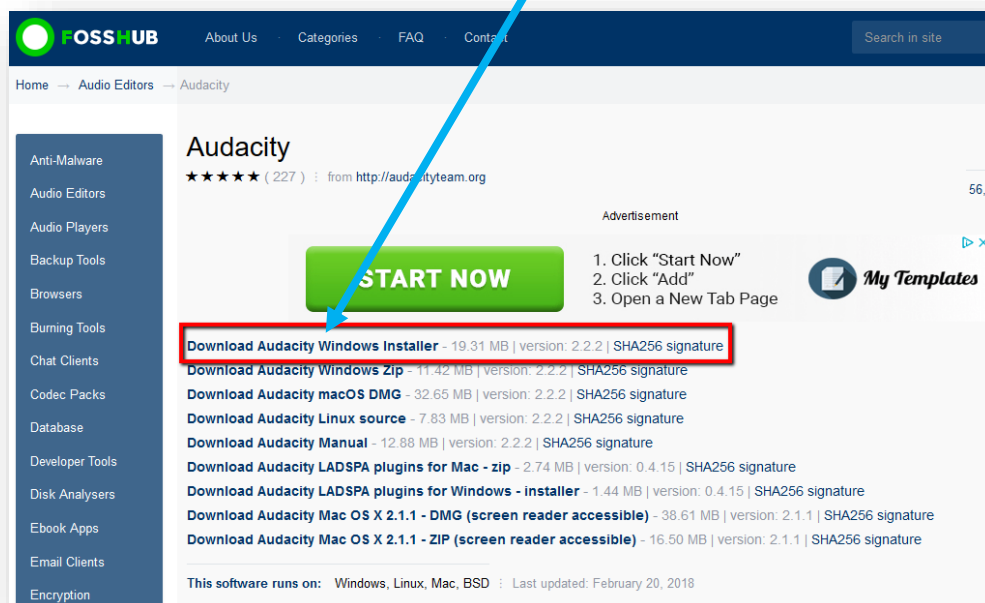 FOSSHUB
About Us · Categories · FAQ · Contact
Search in site
Home → Audio Editors → Audacity
Anti-Malware
Audio Editors
Audio Players
Backup Tools
Browsers
Burning Tools
Chat Clients
Codec Packs
Database
Developer Tools
Disk Analysers
Ebook Apps
Email Clients
Encryption
Audacity
★★★★★ ( 227 ) from http://audacityteam.org
56,
Advertisement
START NOW
1. Click “Start Now”
2. Click “Add”
3. Open a New Tab Page
My Templates
Download Audacity Windows Installer - 19.31 MB | version: 2.2.2 | SHA256 signature
Download Audacity Windows Zip - 11.42 MB | version: 2.2.2 | SHA256 signature
Download Audacity macOS DMG - 32.65 MB | version: 2.2.2 | SHA256 signature
Download Audacity Linux source - 7.83 MB | version: 2.2.2 | SHA256 signature
Download Audacity Manual - 12.88 MB | version: 2.2.2 | SHA256 signature
Download Audacity LADSPA plugins for Mac - zip - 2.74 MB | version: 0.4.15 | SHA256 signature
Download Audacity LADSPA plugins for Windows - installer - 1.44 MB | version: 0.4.15 | SHA256 signature
Download Audacity Mac OS X 2.1.1 - DMG (screen reader accessible) - 38.61 MB | version: 2.1.1 | SHA256 signature
Download Audacity Mac OS X 2.1.1 - ZIP (screen reader accessible) - 16.50 MB | version: 2.1.1 | SHA256 signature
This software runs on: Windows, Linux, Mac, BSD Last updated: February 20, 2018